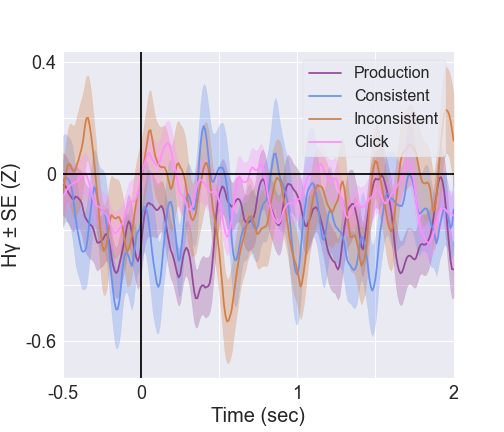 0.4
0
-0.6
Hγ ± SE (Z)
Production
Consistent
Inconsistent
Click
-0.5
0
1
2
Time (sec)